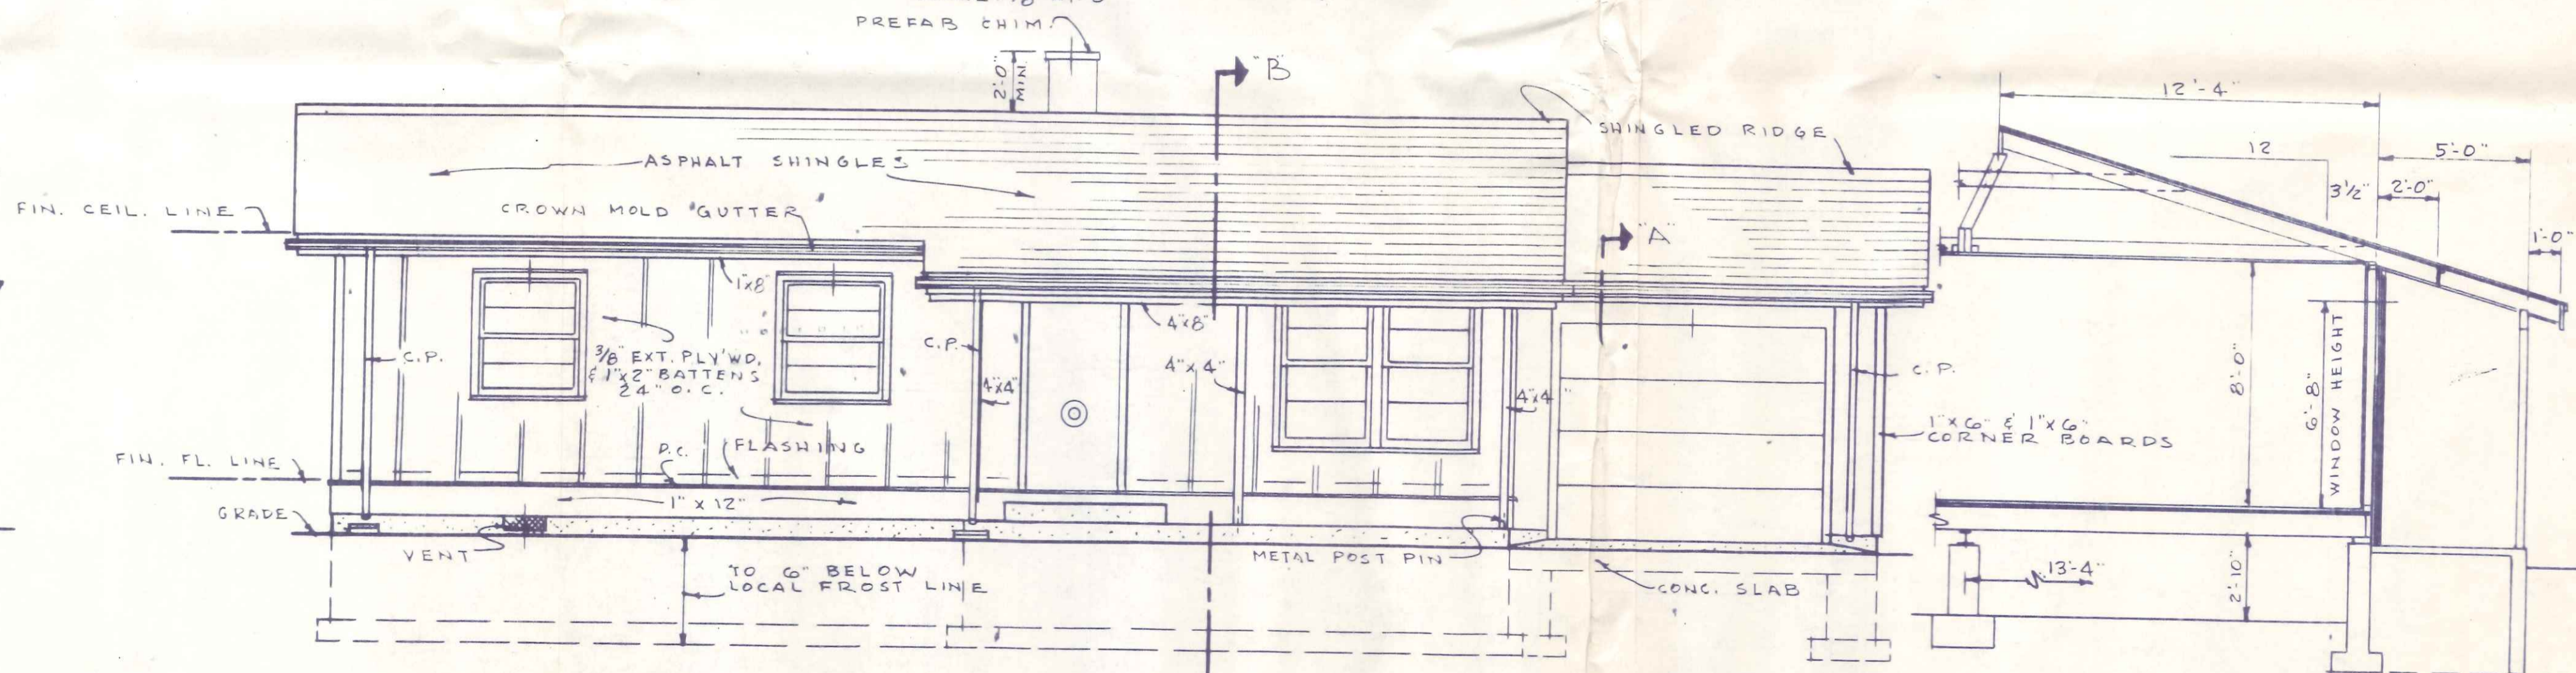 PREFAB CHIM.
2'-0"
MIN.
"B"
SHINGLED RIDGE
ASPHALT SHINGLES
FIN. CEIL. LINE
CROWN MOLD GUTTER
"A"
1"x8"
4"x8"
C.P.
3/8" EXT. PLY'WD.
& 1"x2" BATTENS
24" O.C.
C.P.
4"x4"
4"x4"
4"x4"
C.P.
1"x6" & 1"x6"
CORNER BOARDS
FLASHING
D.C.
FIN. FL. LINE
1" x 12"
GRADE
VENT
METAL POST PIN
TO 6" BELOW
LOCAL FROST LINE
CONC. SLAB
12'-4"
12
3½"
5'-0"
2'-0"
1'-0"
8'-0"
6'-8"
WINDOW HEIGHT
13'-4"
2'-10"